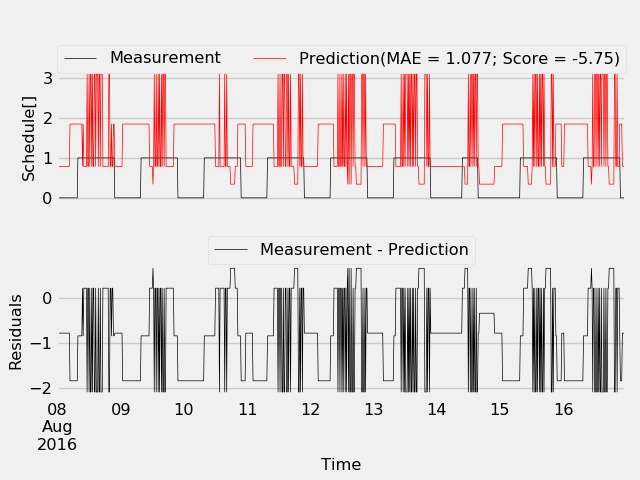 Measurement
Prediction(MAE = 1.077; Score = -5.75)
Schedule[]
3
2
1
0
Measurement - Prediction
Residuals
0
−1
−2
08 09 10 11 12 13 14 15 16
Aug
2016
Time